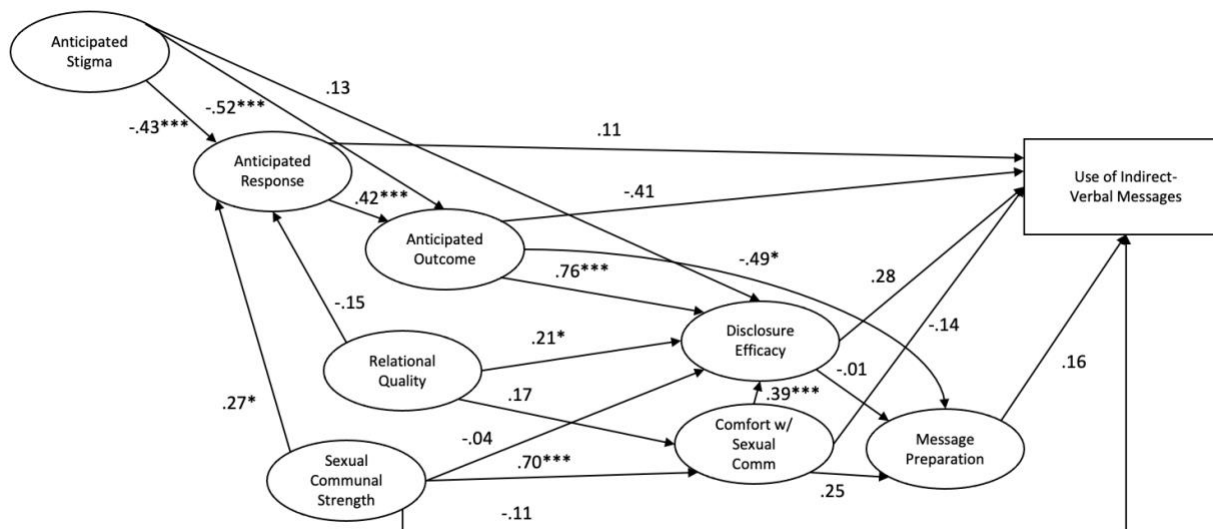 Anticipated
Stigma
.13
-.52***
-.43***
.11
Anticipated
Response
Use of Indirect-
Verbal Messages
.42***
-.41
Anticipated
Outcome
-.49*
.76***
.28
-.15
-.14
Disclosure
Efficacy
.21*
Relational
Quality
-.01
.16
.17
.39***
.27*
-.04
Comfort w/
Sexual
Comm
Message
Preparation
Sexual
Communal
Strength
.70***
.25
-.11